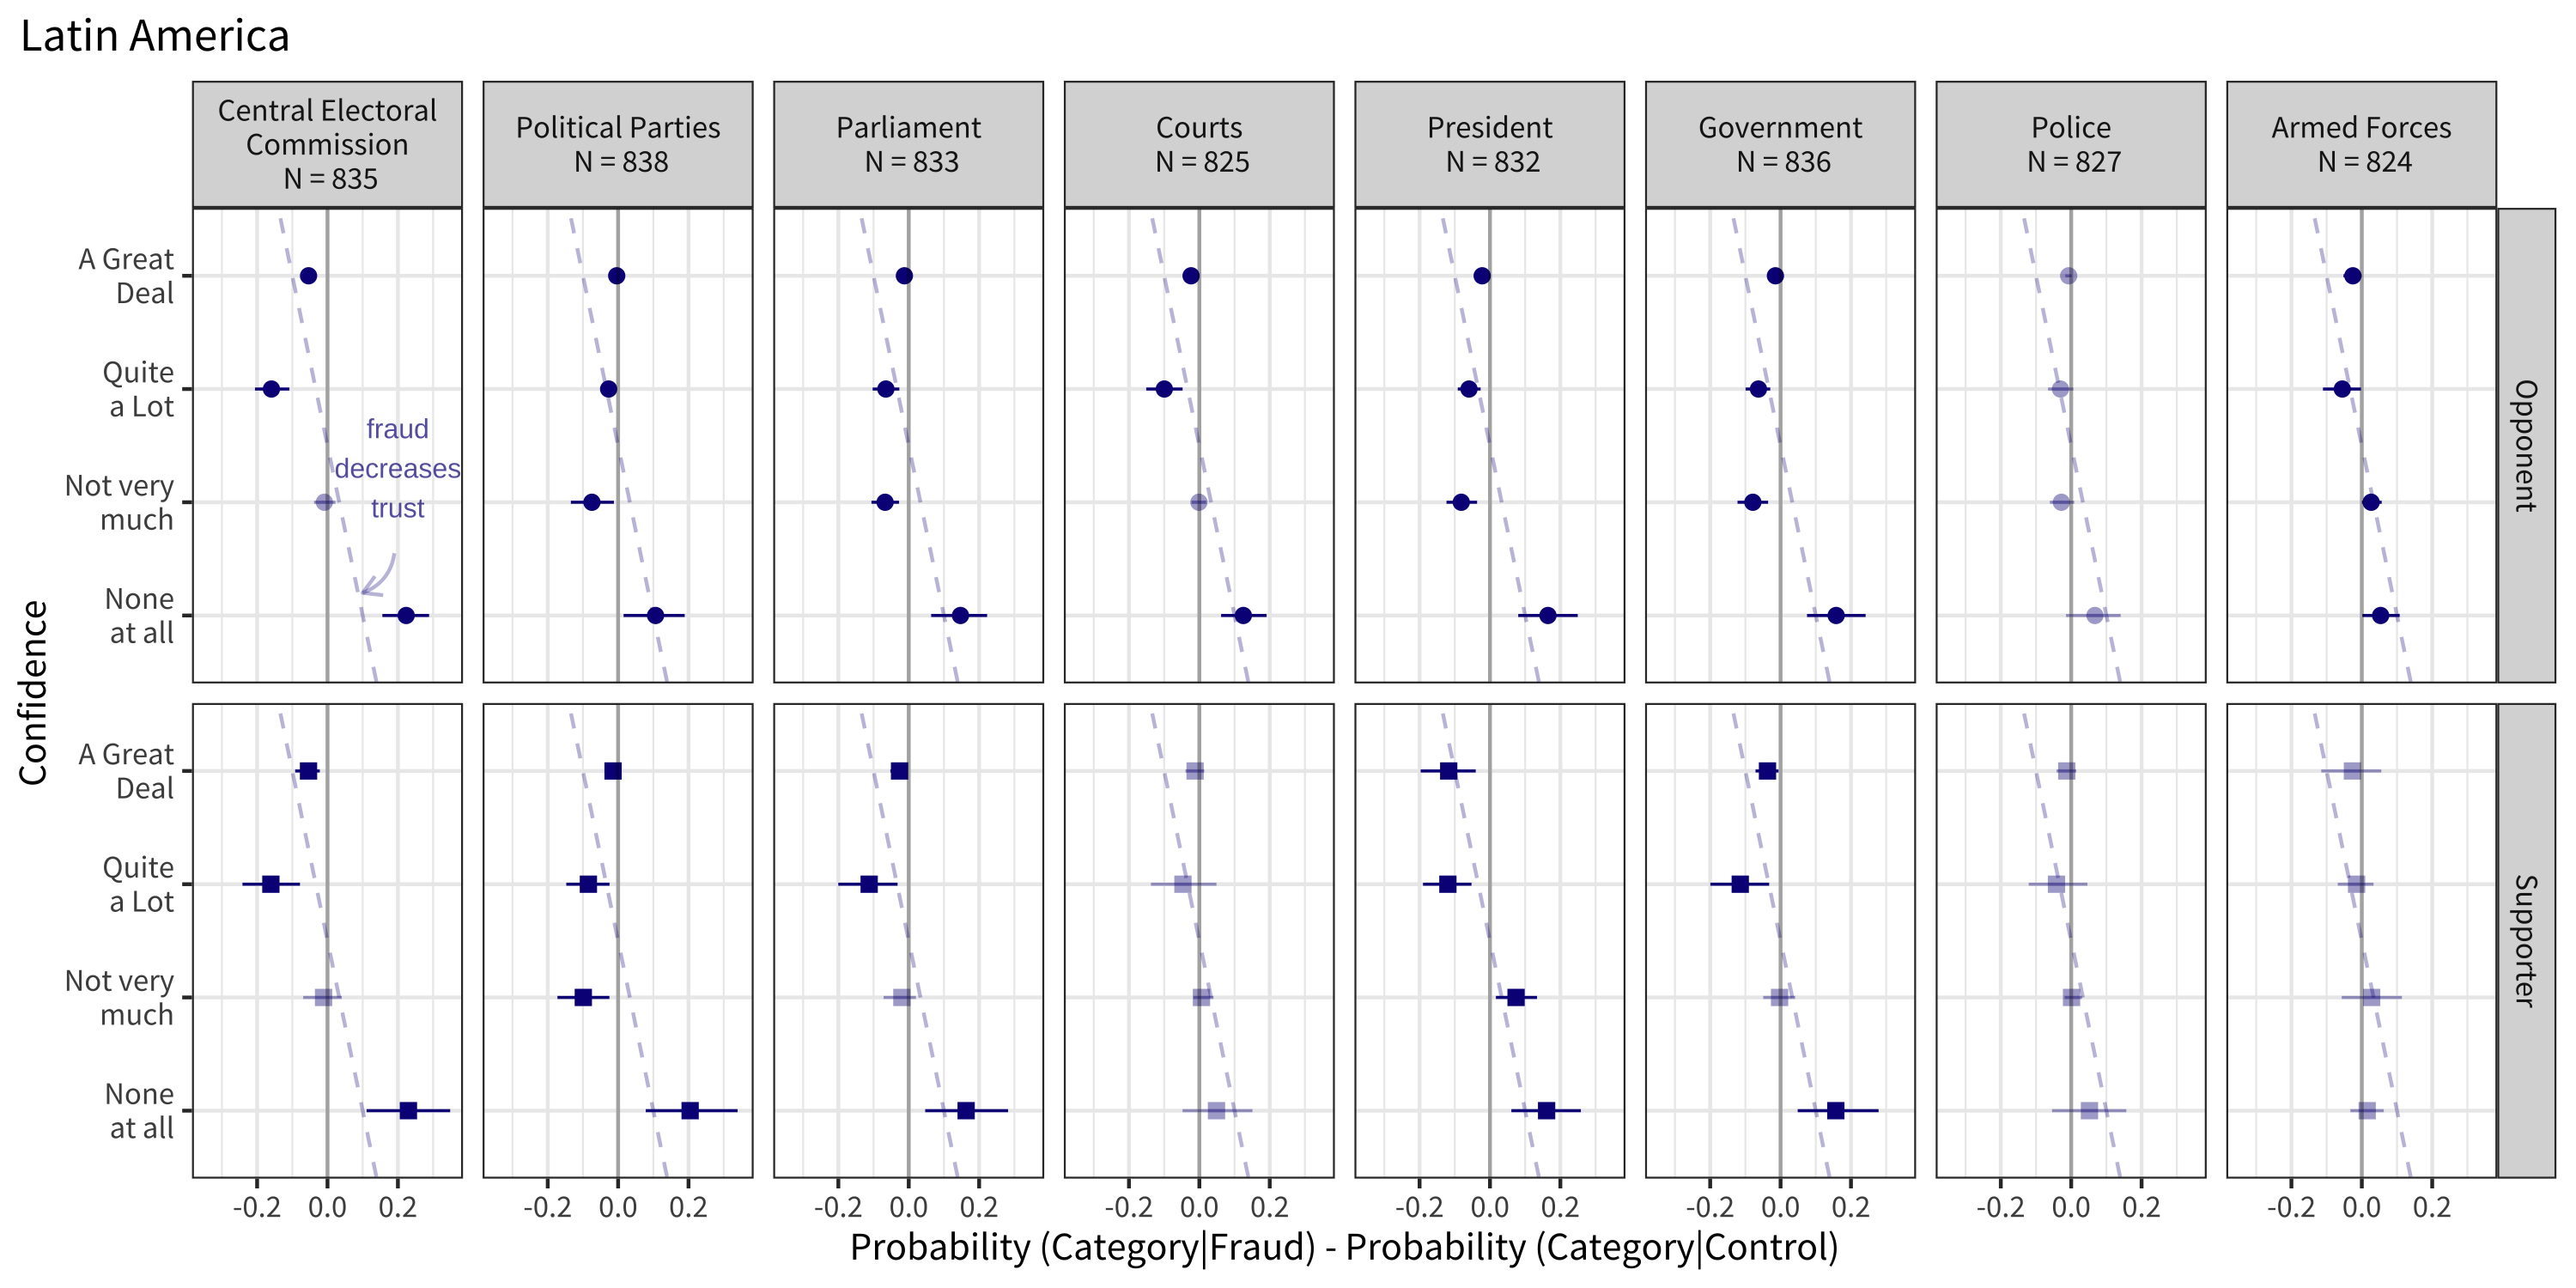 Latin America
Central Electoral
Commission
N = 835
Political Parties
N = 838
Parliament
N = 833
Courts
N = 825
President
N = 832
Government
N = 836
Police
N = 827
Armed Forces
N = 824
Confidence
A Great
Deal
Quite
a Lot
Not very
much
None
at all
fraud
decreases
trust
Opponent
A Great
Deal
Quite
a Lot
Not very
much
None
at all
Supporter
-0.2 0.0 0.2
-0.2 0.0 0.2
-0.2 0.0 0.2
-0.2 0.0 0.2
-0.2 0.0 0.2
-0.2 0.0 0.2
-0.2 0.0 0.2
-0.2 0.0 0.2
Probability (Category|Fraud) - Probability (Category|Control)